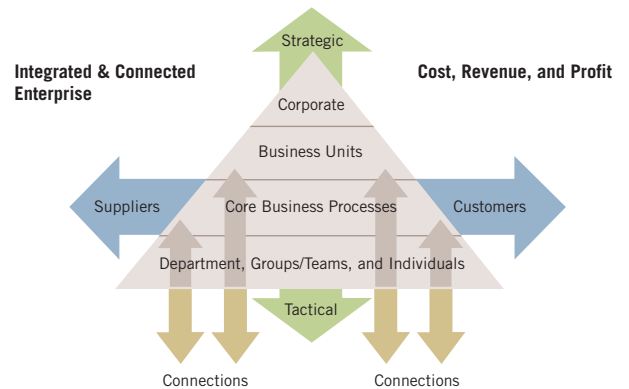 Strategic
Integrated & Connected
Enterprise
Cost, Revenue, and Profit
Corporate
Business Units
Suppliers
Core Business Processes
Customers
Department, Groups/Teams, and Individuals
Tactical
Connections
Connections